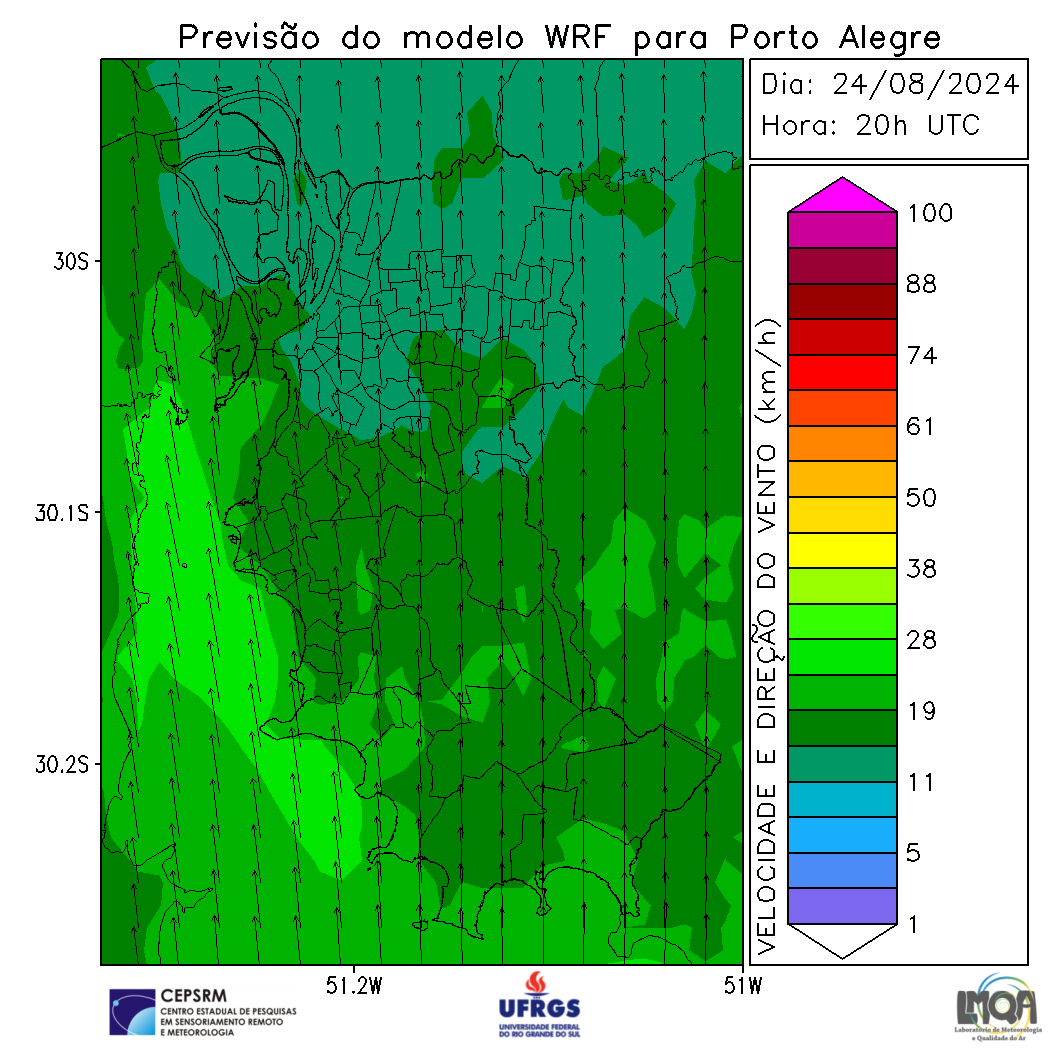 Previsão do modelo WRF para Porto Alegre
Dia: 24/08/2024
Hora: 20h UTC
30S
30.1S
30.2S
51.2W
51W
VELOCIDADE E DIREÇÃO DO VENTO (km/h)
100
88
74
61
50
38
28
19
11
5
1
CEPSRM
CENTRO ESTADUAL DE PESQUISAS
EM SENSORIAMENTO REMOTO
E METEOROLOGIA
UFRGS
UNIVERSIDADE FEDERAL
DO RIO GRANDE DO SUL
LMQA
Laboratório de Meteorologia
e Qualidade do Ar